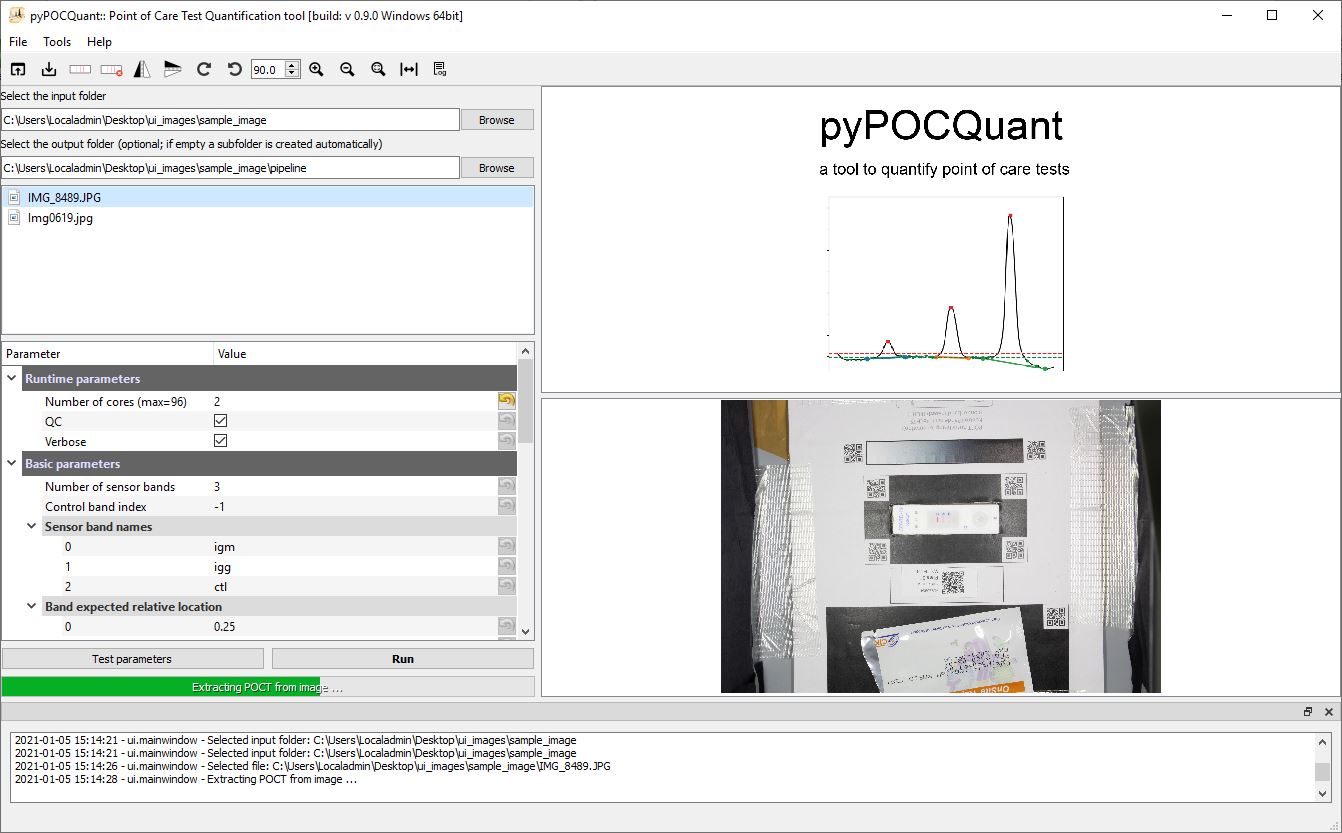 pyPOCQuant:: Point of Care Test Quantification tool [build: v 0.9.0 Windows 64bit]
File Tools Help
90.0
Log
Select the input folder
C:\Users\Localadmin\Desktop\ui_images\sample_image
Browse
Select the output folder (optional; if empty a subfolder is created automatically)
C:\Users\Localadmin\Desktop\ui_images\sample_image\pipeline
Browse
IMG_8489.JPG
Img0619.jpg
Parameter Value
Runtime parameters
Number of cores (max=96) 2
QC
Verbose
Basic parameters
Number of sensor bands 3
Control band index -1
Sensor band names
0 igm
1 igg
2 ctl
Band expected relative location
0 0.25
Test parameters
Run
Extracting POCT from image ...
pyPOCQuant
a tool to quantify point of care tests
2021-01-05 15:14:21 - ui.mainwindow - Selected input folder: C:\Users\Localadmin\Desktop\ui_images\sample_image
2021-01-05 15:14:21 - ui.mainwindow - Selected input folder: C:\Users\Localadmin\Desktop\ui_images\sample_image
2021-01-05 15:14:26 - ui.mainwindow - Selected file: C:\Users\Localadmin\Desktop\ui_images\sample_image\IMG_8489.JPG
2021-01-05 15:14:28 - ui.mainwindow - Extracting POCT from image ...